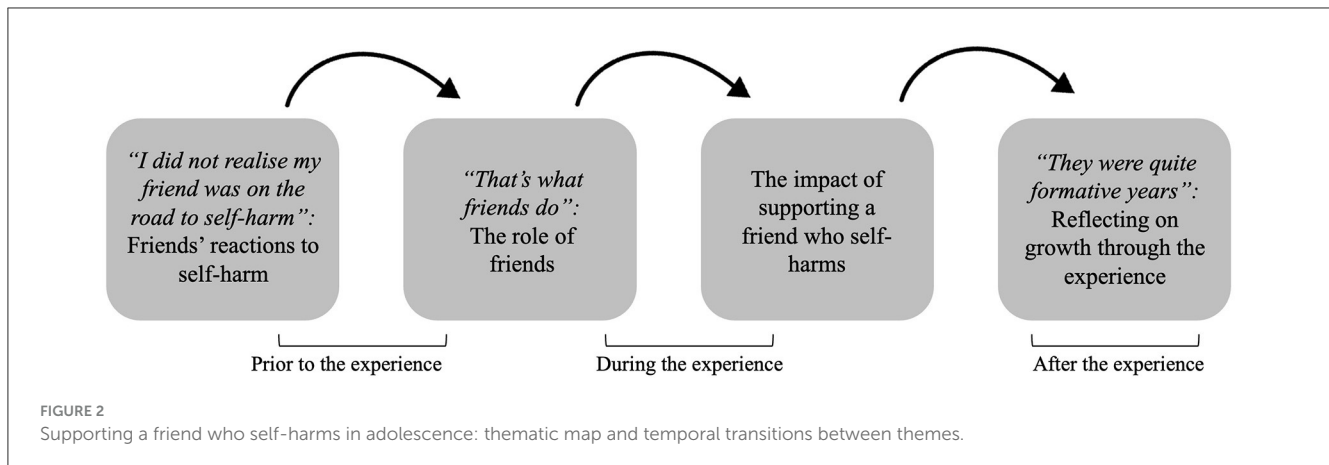 “I did not realise my
friend was on the
road to self-harm”:
Friends’ reactions to
self-harm
“That’s what
friends do”:
The role of
friends
The impact of
supporting a
friend who self-
harms
“They were quite
formative years”:
Reflecting on
growth through the
experience
Prior to the experience
During the experience
After the experience
FIGURE 2
Supporting a friend who self-harms in adolescence: thematic map and temporal transitions between themes.